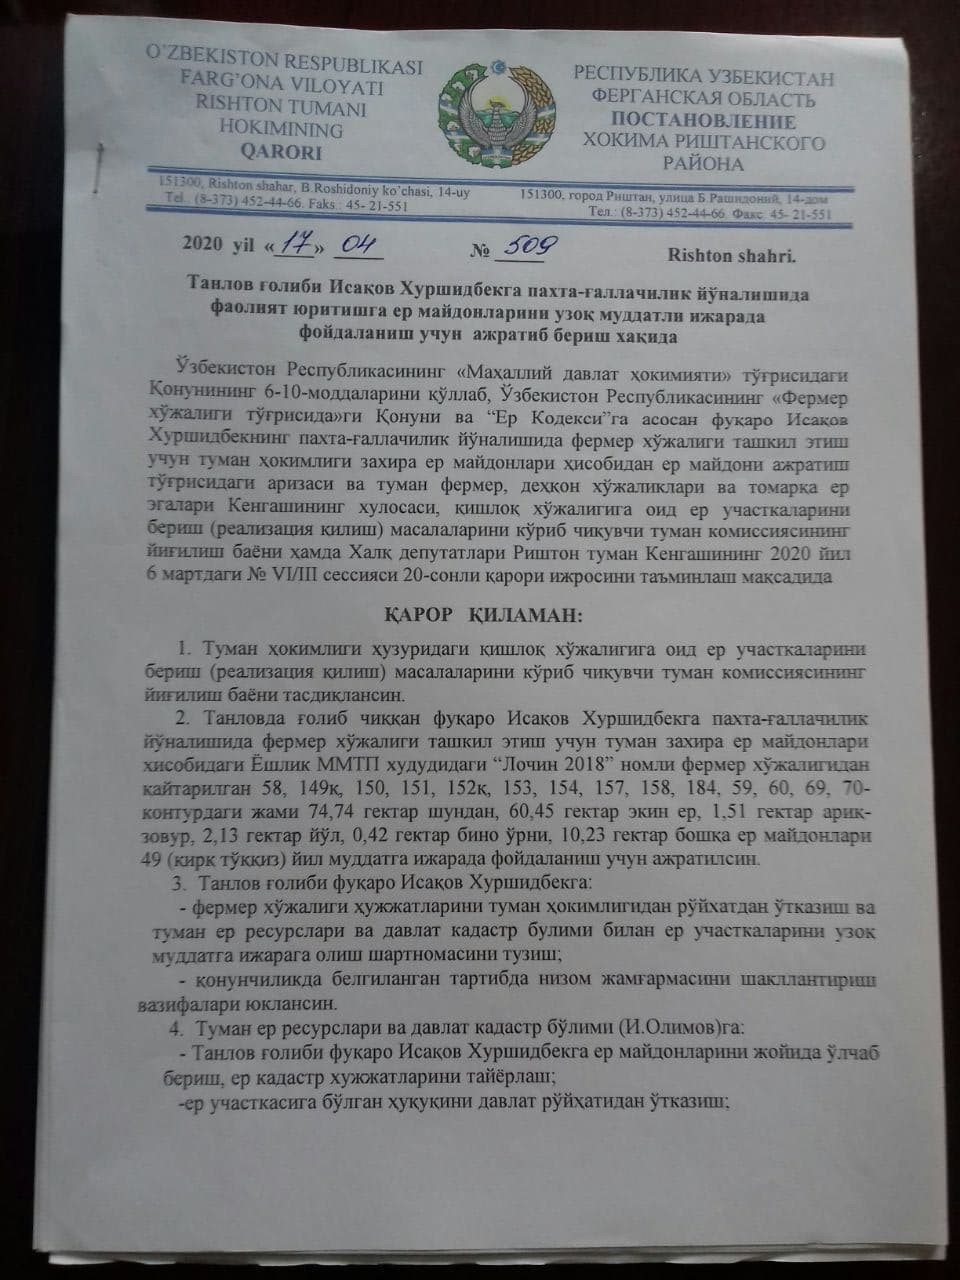 O’ZBEKISTON RESPUBLIKASI
FARG’ONA VILOYATI
RISHTON TUMANI
HOKIMINING
QARORI
РЕСПУБЛИКА УЗБЕКИСТАН
ФЕРГАНСКАЯ ОБЛАСТЬ
ПОСТАНОВЛЕНИЕ
ХОКИМА РИШТАНСКОГО
РАЙОНА
151300, Rishton shahar, B.Roshidoniy ko’chasi, 14-uy
Tel.: (8-373) 452-44-66. Faks.: 45- 21-551
151300, город Риштан, улица Б.Рашидоний, 14-дом
Тел.: (8-373) 452-44-66. Факс: 45- 21-551
2020 yil «17» 04 № 509 Rishton shahri.
Танлов ғолиби Исақов Хуршидбекга пахта-ғаллачилик йўналишида
фаолият юритишга ер майдонларини узоқ муддатли ижарада
фойдаланиш учун ажратиб бериш хақида
Ўзбекистон Республикасининг «Маҳаллий давлат ҳокимияти» тўғрисидаги
Қонунининг 6-10-моддаларини қўллаб, Ўзбекистон Республикасининг «Фермер
хўжалиги тўғрисида»ги Қонуни ва “Ер Кодекси”га асосан фуқаро Исақов
Хуршидбекнинг пахта-ғаллачилик йўналишида фермер хўжалиги ташкил этиш
учун туман ҳокимлиги захира ер майдонлари ҳисобидан ер майдони ажратиш
тўғрисидаги аризаси ва туман фермер, деҳқон хўжаликлари ва томарқа ер
эгалари Кенгашининг хулосаси, қишлоқ хўжалигига оид ер участкаларини
бериш (реализация қилиш) масалаларини кўриб чиқувчи туман комиссиясининг
йиғилиш баёни ҳамда Халқ депутатлари Риштон туман Кенгашининг 2020 йил
6 мартдаги № VI/III сессияси 20-сонли қарори ижросини таъминлаш мақсадида
ҚАРОР ҚИЛАМАН:
1. Туман ҳокимлиги ҳузуридаги қишлоқ хўжалигига оид ер участкаларини
бериш (реализация қилиш) масалаларини кўриб чиқувчи туман комиссиясининг
йиғилиш баёни тасдиқлансин.
2. Танловда ғолиб чиққан фуқаро Исақов Хуршидбекга пахта-ғаллачилик
йўналишида фермер хўжалиги ташкил этиш учун туман захира ер майдонлари
хисобидаги Ёшлик ММТП худудидаги “Лочин 2018” номли фермер хўжалигидан
қайтарилган 58, 149қ, 150, 151, 152қ, 153, 154, 157, 158, 184, 59, 60, 69, 70-
контурдаги жами 74,74 гектар шундан, 60,45 гектар экин ер, 1,51 гектар ариқ-
зовур, 2,13 гектар йўл, 0,42 гектар бино ўрни, 10,23 гектар бошқа ер майдонлари
49 (қирқ тўққиз) йил муддатга ижарада фойдаланиш учун ажратилсин.
3. Танлов ғолиби фуқаро Исақов Хуршидбекга:
- фермер хўжалиги ҳужжатларини туман ҳокимлигидан рўйхатдан ўтказиш ва
туман ер ресурслари ва давлат кадастр булими билан ер участкаларини узоқ
муддатга ижарага олиш шартномасини тузиш;
- қонунчиликда белгиланган тартибда низом жамғармасини шакллантириш
вазифалари юклансин.
4. Туман ер ресурслари ва давлат кадастр бўлими (И.Олимов)га:
- Танлов ғолиби фуқаро Исақов Хуршидбекга ер майдонларини жойида ўлчаб
бериш, ер кадастр хужжатларини тайёрлаш;
-ер участкасига бўлган ҳуқуқини давлат рўйҳатидан ўтказиш;